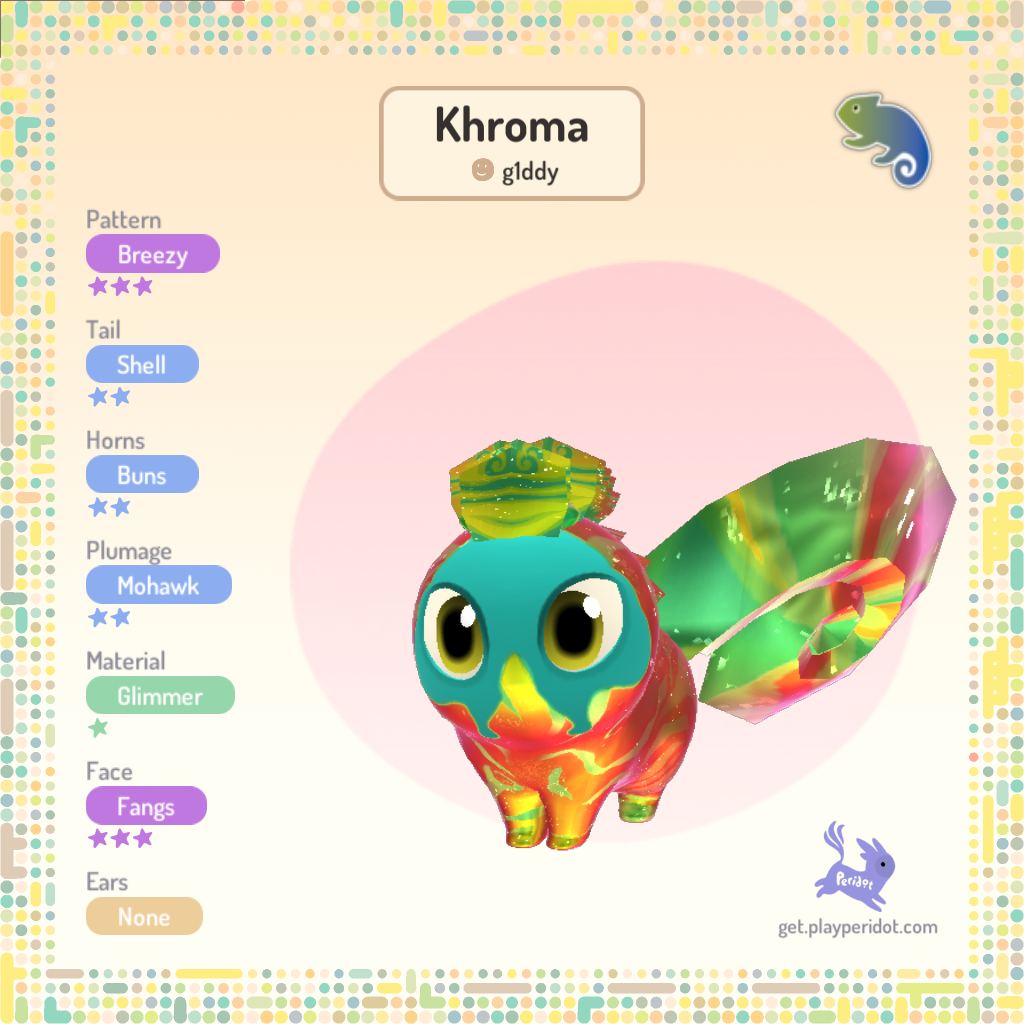 Khroma
g1ddy
Pattern
Breezy
Tail
Shell
Horns
Buns
Plumage
Mohawk
Material
Glimmer
Face
Fangs
Ears
None
Peridot
get.playperidot.com